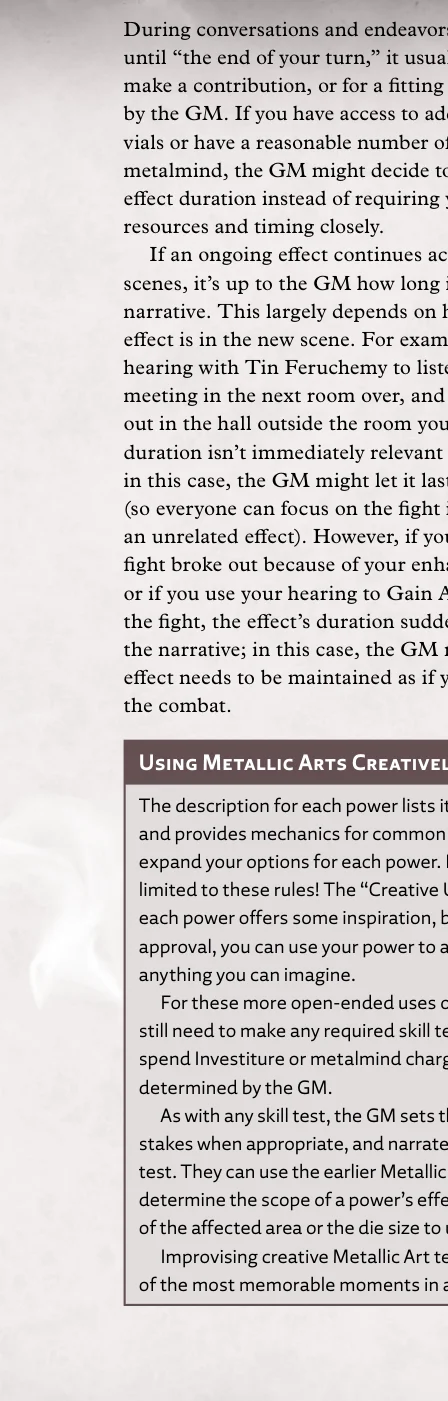 During conversations and endeavors
until “the end of your turn,” it usual
make a contribution, or for a fitting
by the GM. If you have access to ad
vials or have a reasonable number of
metalmind, the GM might decide to
effect duration instead of requiring y
resources and timing closely.
If an ongoing effect continues ac
scenes, it’s up to the GM how long i
narrative. This largely depends on h
effect is in the new scene. For exam
hearing with Tin Feruchemy to liste
meeting in the next room over, and
out in the hall outside the room you
duration isn’t immediately relevant
in this case, the GM might let it last
(so everyone can focus on the fight i
an unrelated effect). However, if you
fight broke out because of your enha
or if you use your hearing to Gain A
the fight, the effect’s duration sudde
the narrative; in this case, the GM r
effect needs to be maintained as if y
the combat.
Using Metallic Arts Creativel
The description for each power lists it
and provides mechanics for common
expand your options for each power.
limited to these rules! The “Creative U
each power offers some inspiration, b
approval, you can use your power to a
anything you can imagine.
For these more open-ended uses o
still need to make any required skill te
spend Investiture or metalmind charg
determined by the GM.
As with any skill test, the GM sets th
stakes when appropriate, and narrate
test. They can use the earlier Metallic
determine the scope of a power’s effe
of the affected area or the die size to u
Improvising creative Metallic Art te
of the most memorable moments in a